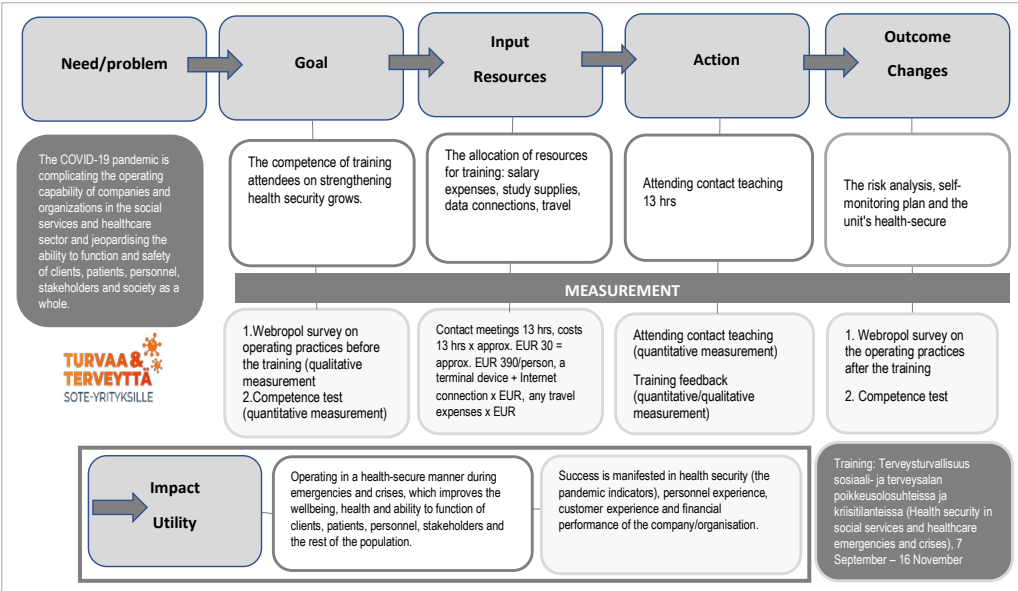 Need/problem
Goal
Input
Resources
Action
Outcome
Changes
The COVID-19 pandemic is
complicating the operating
capability of companies and
organizations in the social
services and healthcare
sector and jeopardising the
ability to function and safety
of clients, patients, personnel,
stakeholders and society as a
whole.
The competence of training
attendees on strengthening
health security grows.
The allocation of resources
for training: salary
expenses, study supplies,
data connections, travel
Attending contact teaching
13 hrs
The risk analysis, self-
monitoring plan and the
unit's health-secure
MEASUREMENT
TURVAA &
TERVEYTTÄ
SOTE-YRITYKSILLE
1.Webropol survey on
operating practices before
the training (qualitative
measurement
2.Competence test
(quantitative measurement)
Contact meetings 13 hrs, costs
13 hrs x approx. EUR 30 =
approx. EUR 390/person, a
terminal device + Internet
connection x EUR, any travel
expenses x EUR
Attending contact teaching
(quantitative measurement)
Training feedback
(quantitative/qualitative
measurement)
1. Webropol survey on
the operating practices
after the training
2. Competence test
Impact
Utility
Operating in a health-secure manner during
emergencies and crises, which improves the
wellbeing, health and ability to function of
clients, patients, personnel, stakeholders and
the rest of the population.
Success is manifested in health security (the
pandemic indicators), personnel experience,
customer experience and financial
performance of the company/organisation.
Training: Terveysturvallisuus
sosiaali- ja terveysalan
poikkeusolosuhteissa ja
kriisitilanteissa (Health security in
social services and healthcare
emergencies and crises), 7
September – 16 November